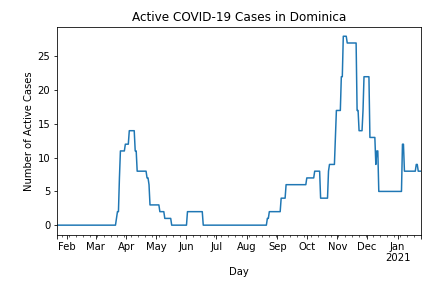 Active COVID-19 Cases in Dominica
Number of Active Cases
25
20
15
10
5
0
Feb Mar Apr May Jun Jul Aug Sep Oct Nov Dec Jan
2021
Day